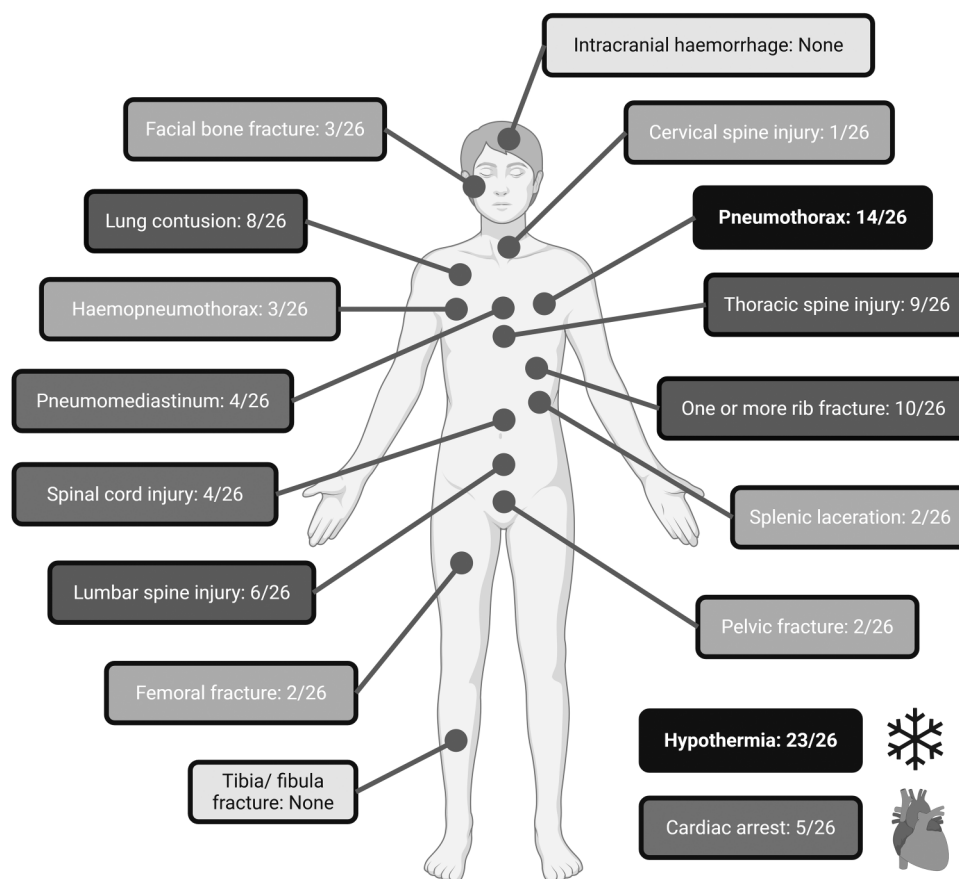 Intracranial haemorrhage: None
Facial bone fracture: 3/26
Cervical spine injury: 1/26
Lung contusion: 8/26
Pneumothorax: 14/26
Haemopneumothorax: 3/26
Thoracic spine injury: 9/26
Pneumomediastinum: 4/26
One or more rib fracture: 10/26
Spinal cord injury: 4/26
Splenic laceration: 2/26
Lumbar spine injury: 6/26
Pelvic fracture: 2/26
Femoral fracture: 2/26
Hypothermia: 23/26
Tibia/ fibula
fracture: None
Cardiac arrest: 5/26